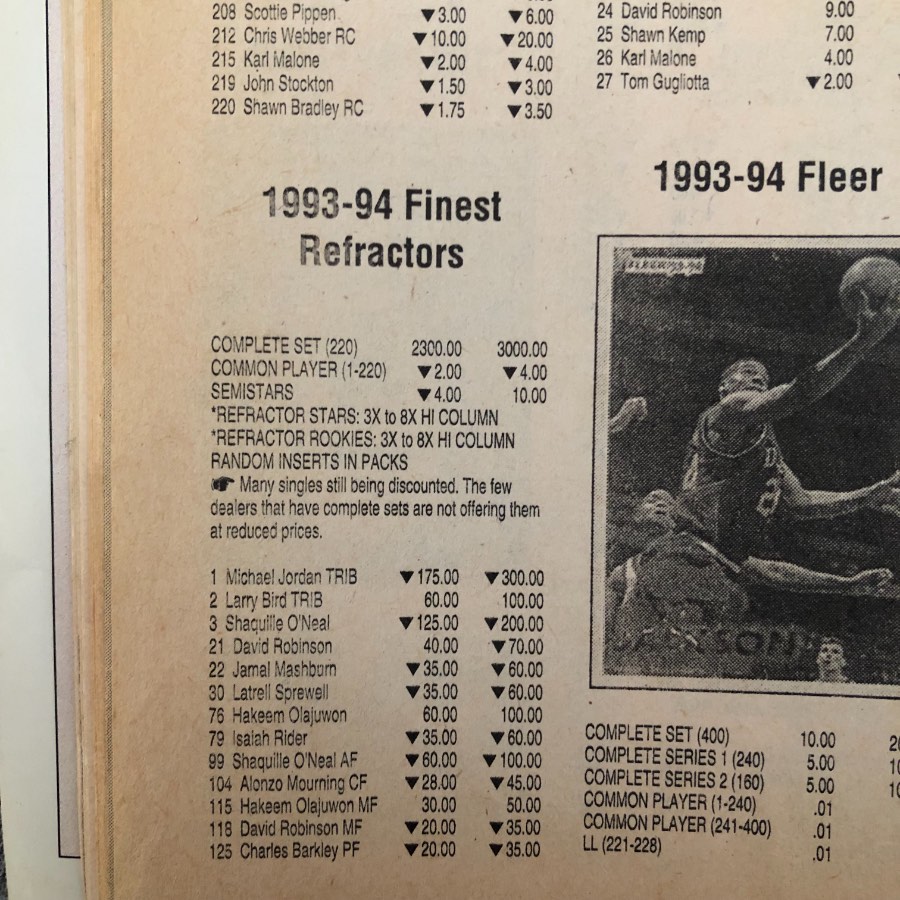 208 Scottie Pippen ▼3.00 ▼6.00
212 Chris Webber RC ▼10.00 ▼20.00
215 Karl Malone ▼2.00 ▼4.00
219 John Stockton ▼1.50 ▼3.00
220 Shawn Bradley RC ▼1.75 ▼3.50
1993-94 Finest
Refractors
COMPLETE SET (220) 2300.00 3000.00
COMMON PLAYER (1-220) ▼2.00 ▼4.00
SEMISTARS ▼4.00 10.00
*REFRACTOR STARS: 3X to 8X HI COLUMN
*REFRACTOR ROOKIES: 3X to 8X HI COLUMN
RANDOM INSERTS IN PACKS
☛ Many singles still being discounted. The few
dealers that have complete sets are not offering them
at reduced prices.
1 Michael Jordan TRIB ▼175.00 ▼300.00
2 Larry Bird TRIB 60.00 100.00
3 Shaquille O'Neal ▼125.00 ▼200.00
21 David Robinson 40.00 ▼70.00
22 Jamal Mashburn ▼35.00 ▼60.00
30 Latrell Sprewell ▼35.00 ▼60.00
76 Hakeem Olajuwon 60.00 100.00
79 Isaiah Rider ▼35.00 ▼60.00
99 Shaquille O'Neal AF ▼60.00 ▼100.00
104 Alonzo Mourning CF ▼28.00 ▼45.00
115 Hakeem Olajuwon MF 30.00 50.00
118 David Robinson MF ▼20.00 ▼35.00
125 Charles Barkley PF ▼20.00 ▼35.00
24 David Robinson 9.00
25 Shawn Kemp 7.00
26 Karl Malone 4.00
27 Tom Gugliotta ▼2.00
1993-94 Fleer
COMPLETE SET (400) 10.00
COMPLETE SERIES 1 (240) 5.00
COMPLETE SERIES 2 (160) 5.00
COMMON PLAYER (1-240) .01
COMMON PLAYER (241-400) .01
LL (221-228) .01